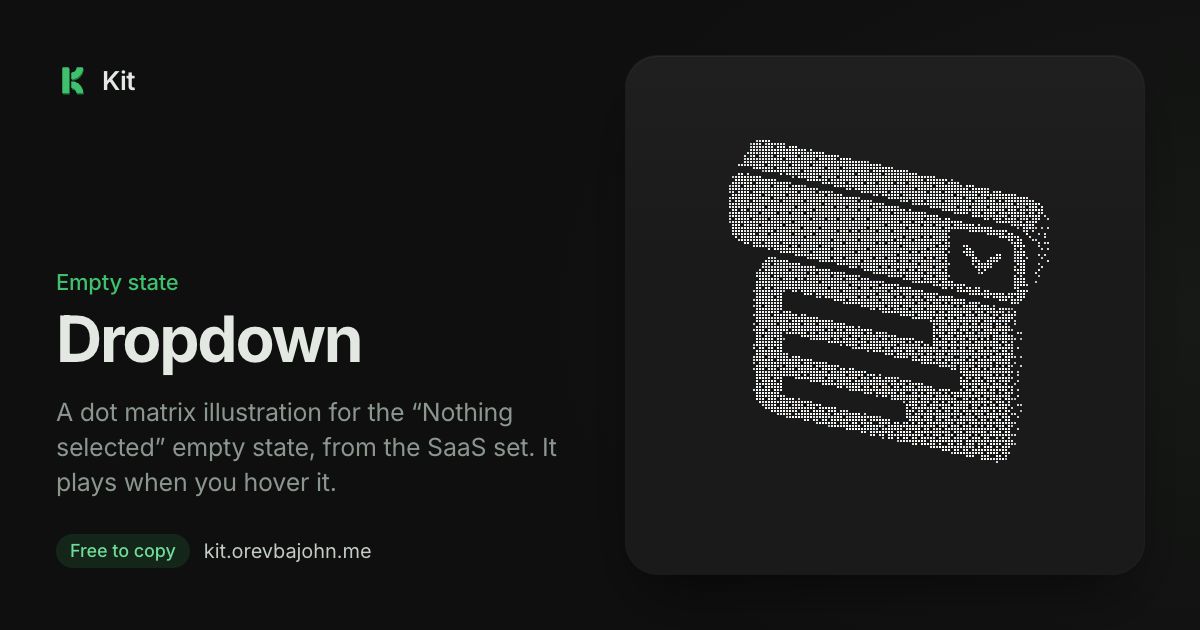 Kit
Empty state
Dropdown
A dot matrix illustration for the “Nothing
selected” empty state, from the SaaS set. It
plays when you hover it.
Free to copy
kit.orevbajohn.me